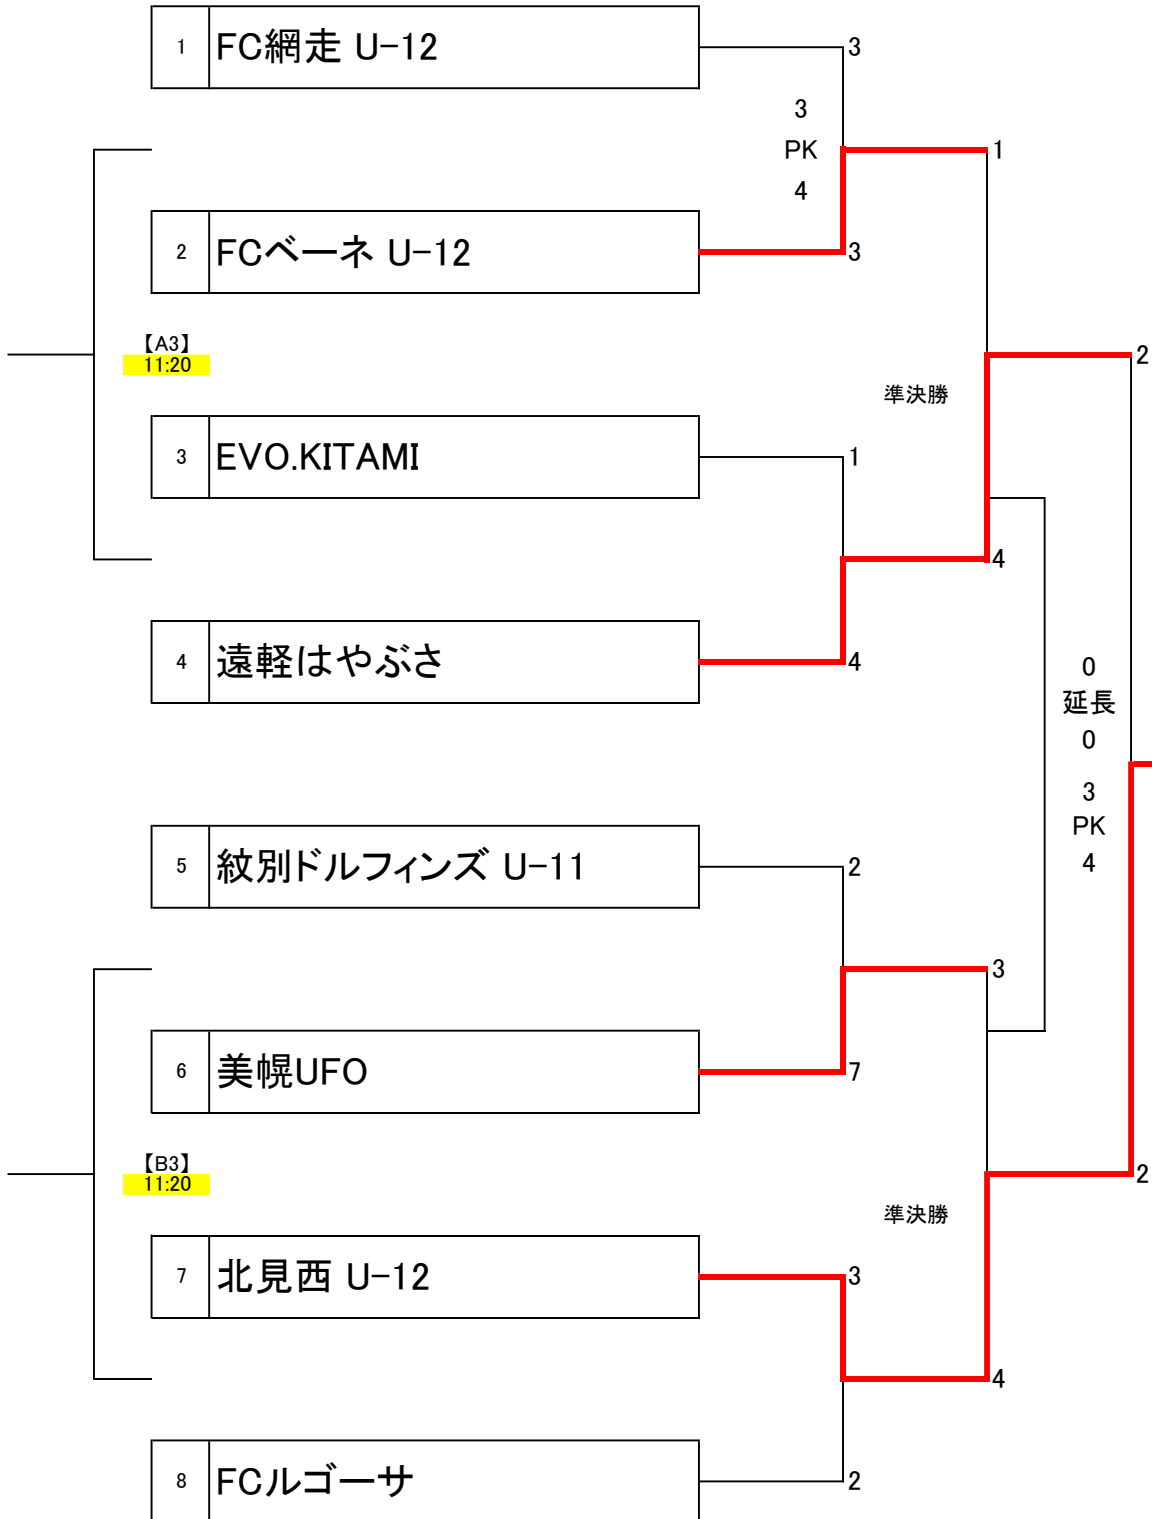 1 FC網走 U-12
3
3
PK
4
1
2 FCベーネ U-12
3
【A3】
11:20
2
準決勝
3 EVO.KITAMI
1
4
4 遠軽はやぶさ
4
0
延長
0
3
PK
4
5 紋別ドルフィンズ U-11
2
3
6 美幌UFO
7
【B3】
11:20
2
準決勝
7 北見西 U-12
3
4
8 FCルゴーサ
2